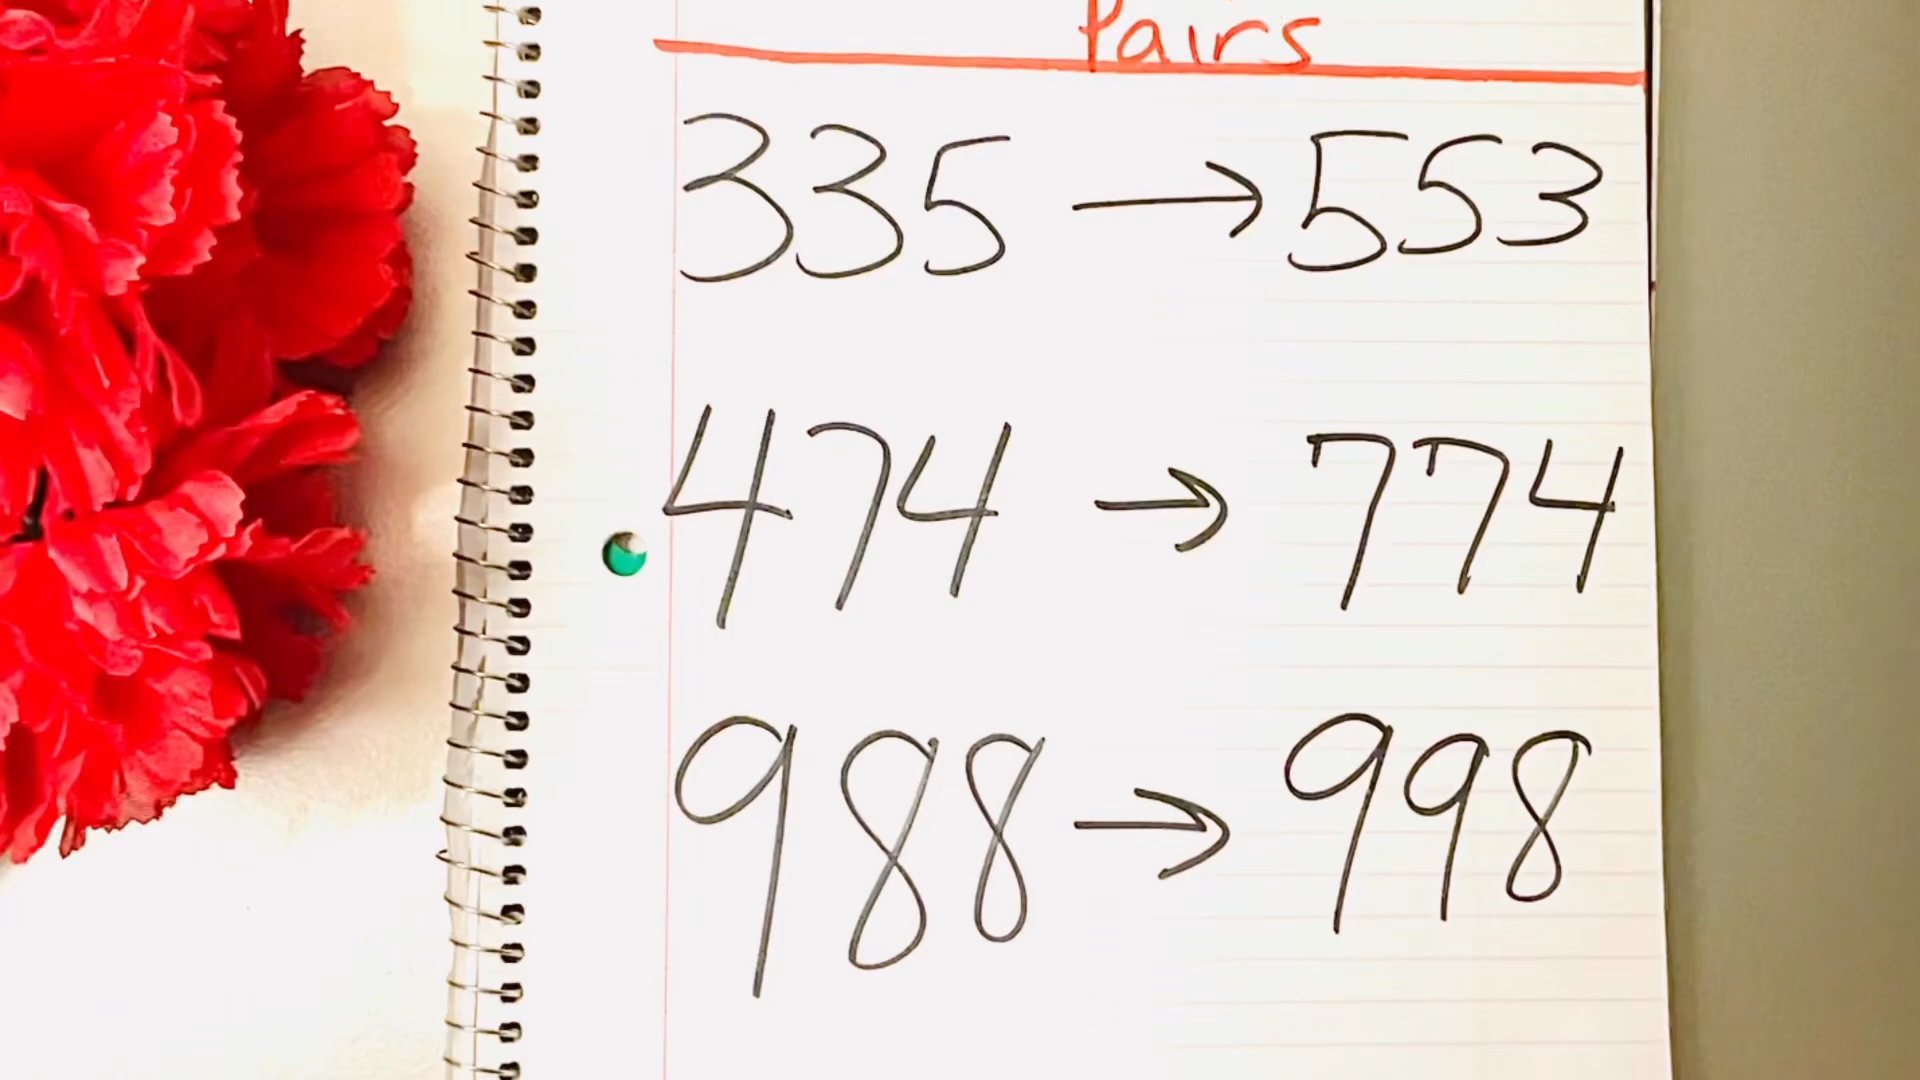 Pairs
335 → 553
474 → 774
988 → 998